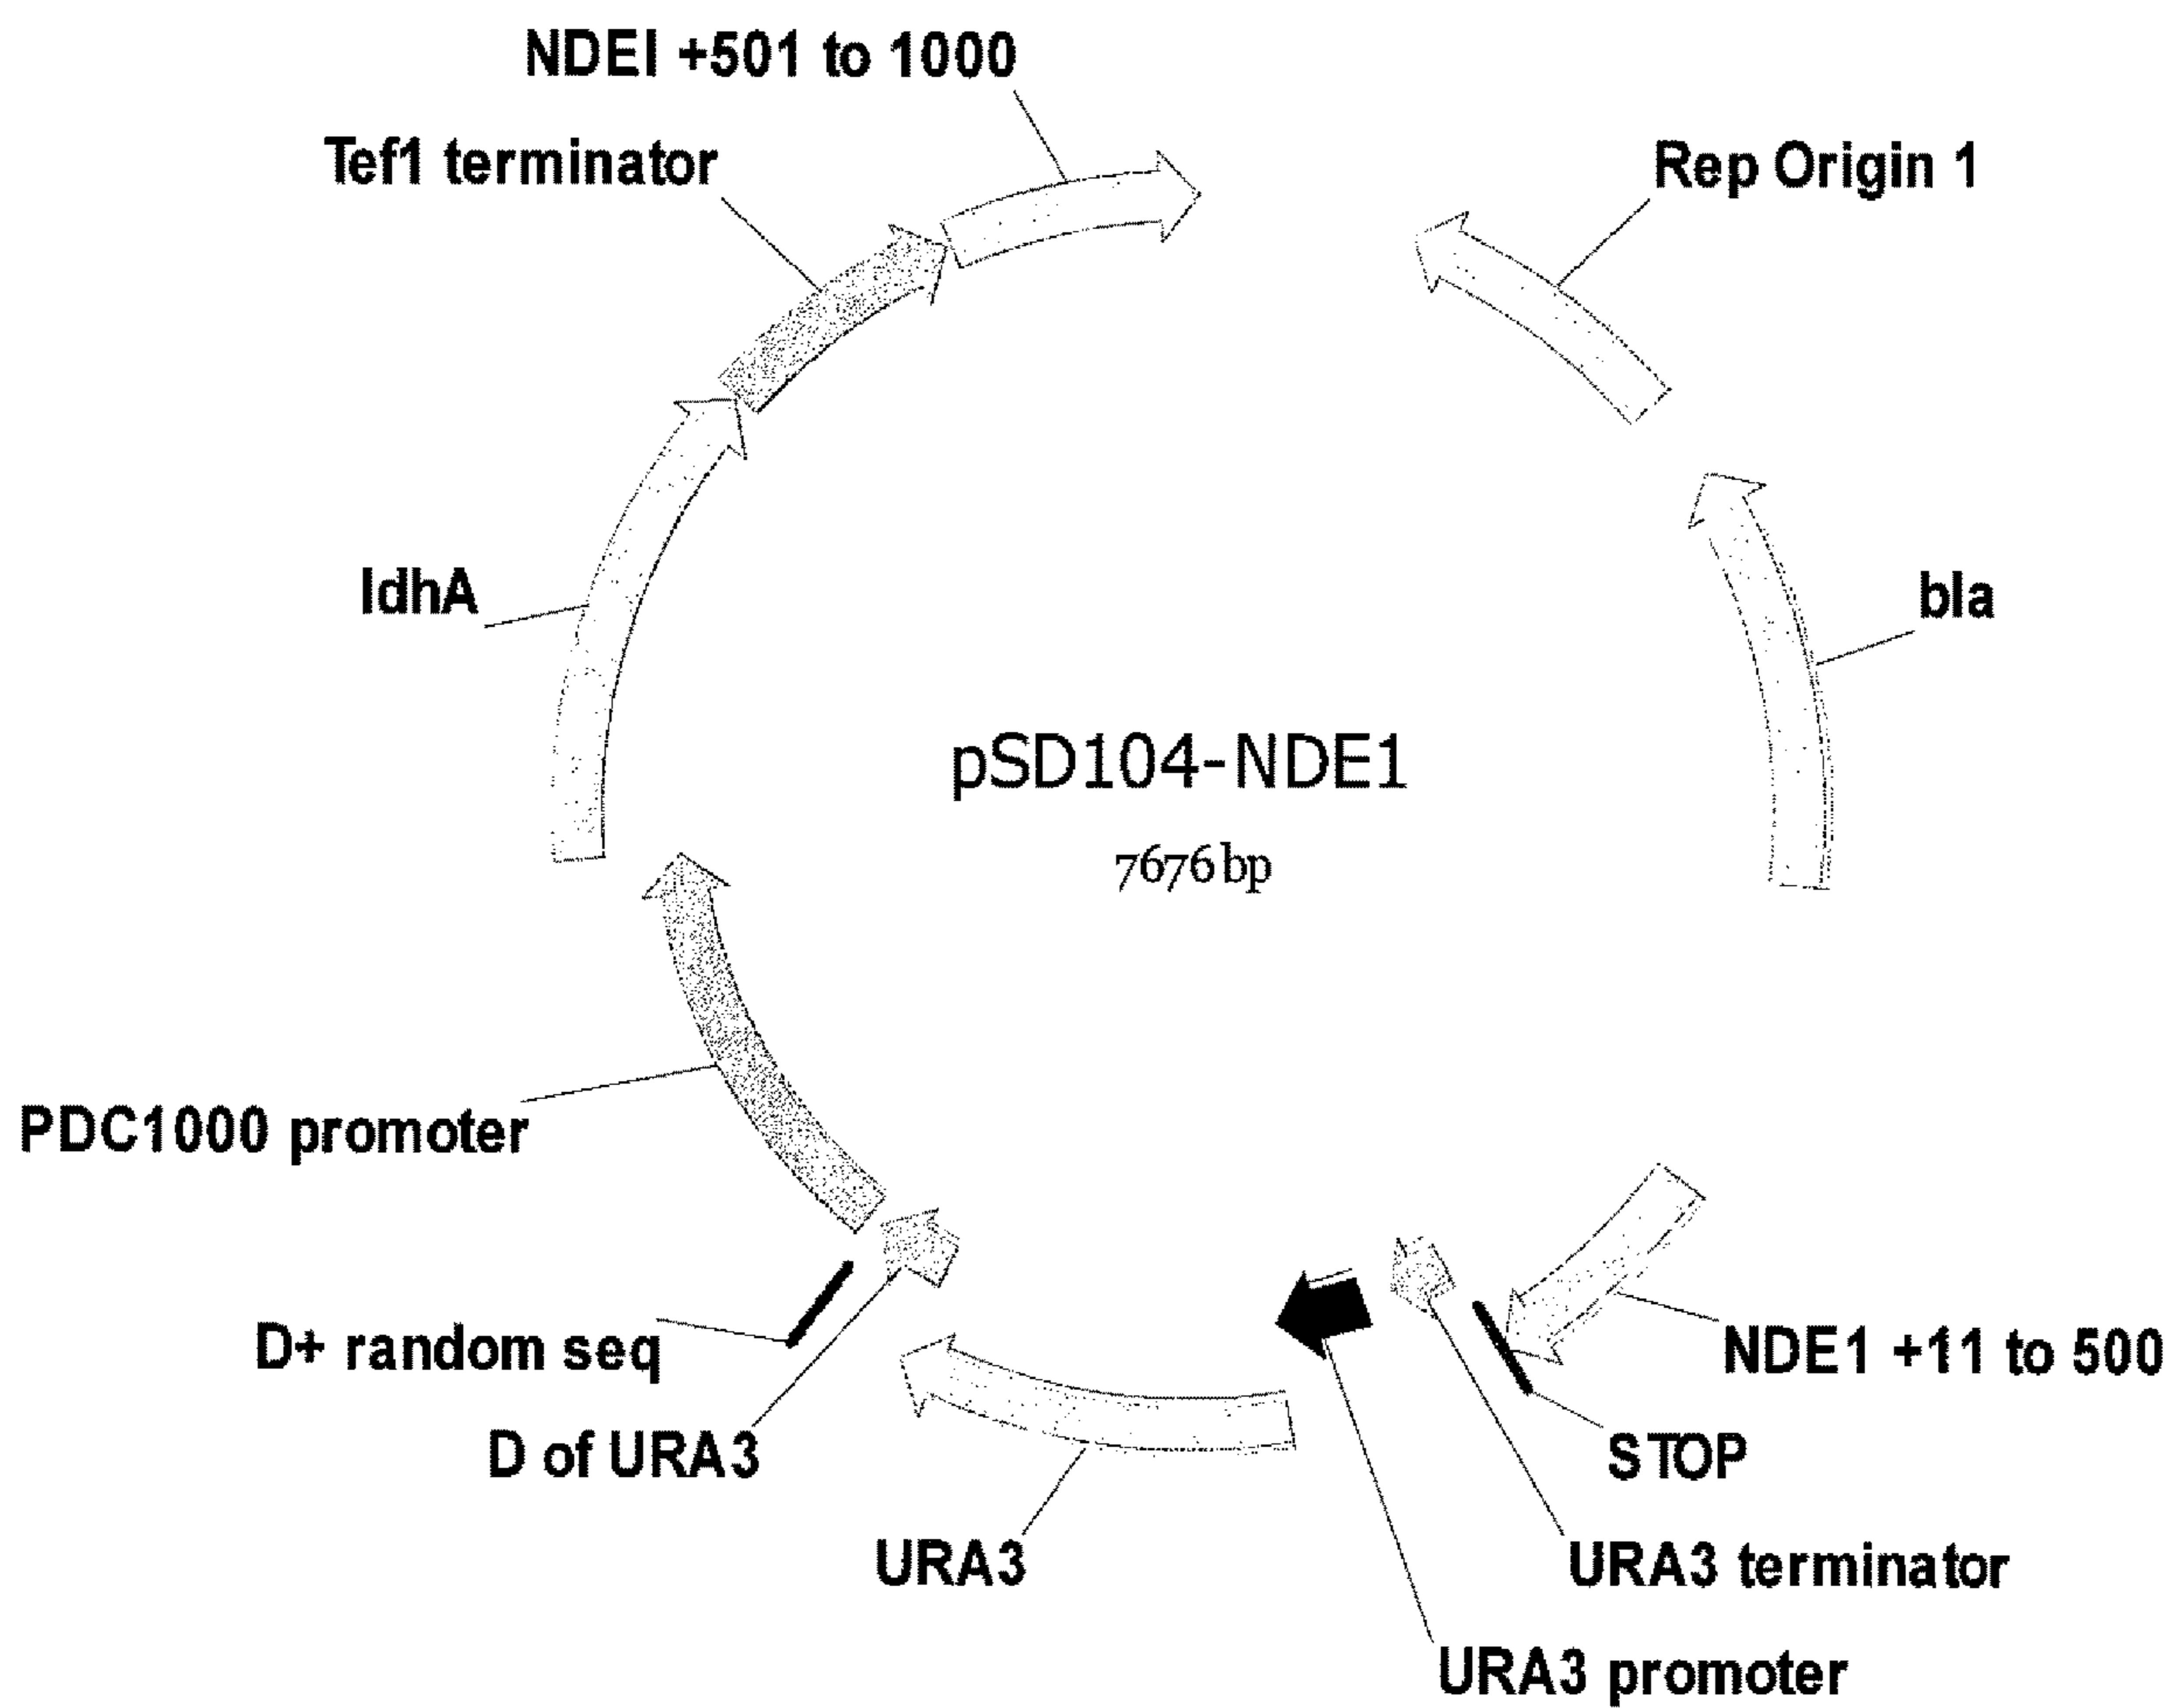 NDEI +501 to 1000
Tef1 terminator
Rep Origin 1
ldhA
bla
pSD104-NDE1
7676 bp
PDC1000 promoter
D+ random seq
NDE1 +11 to 500
D of URA3
STOP
URA3
URA3 terminator
URA3 promoter